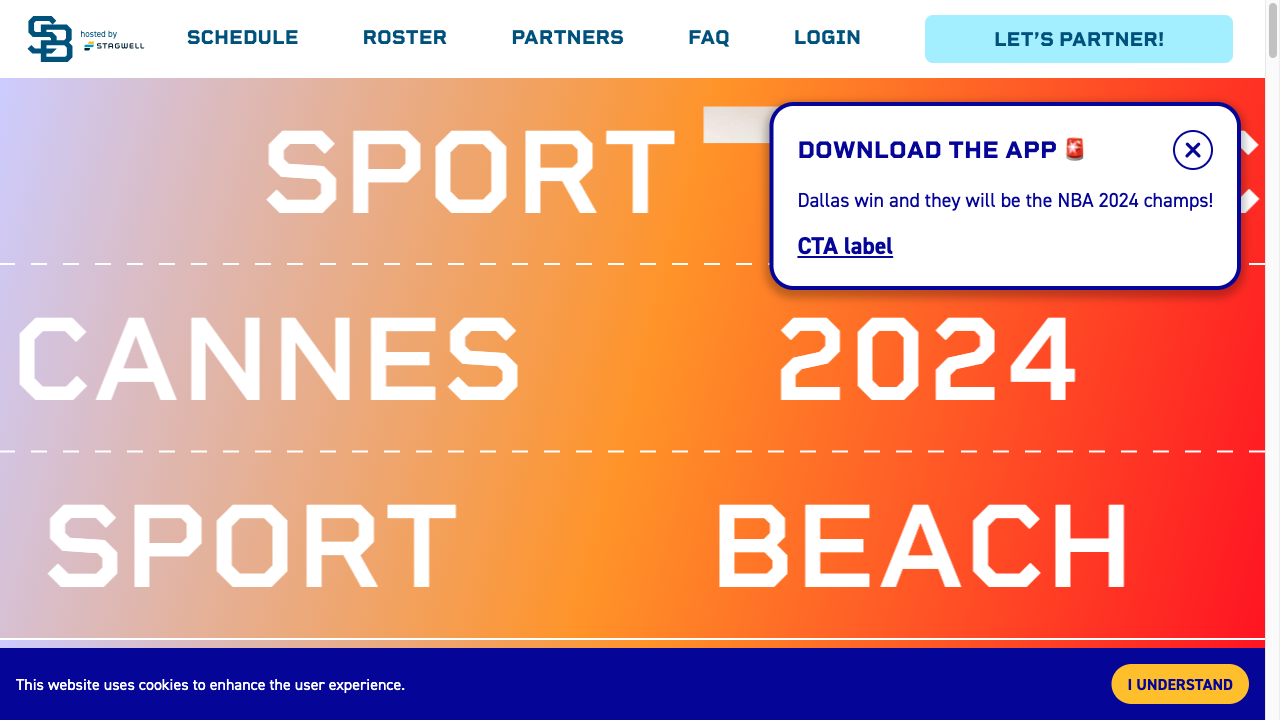 SB
hosted by
STAGWELL
SCHEDULE
ROSTER
PARTNERS
FAQ
LOGIN
LET’S PARTNER!
SPORT
DOWNLOAD THE APP 🚨
Dallas win and they will be the NBA 2024 champs!
CTA label
CANNES
2024
SPORT
BEACH
This website uses cookies to enhance the user experience.
I UNDERSTAND